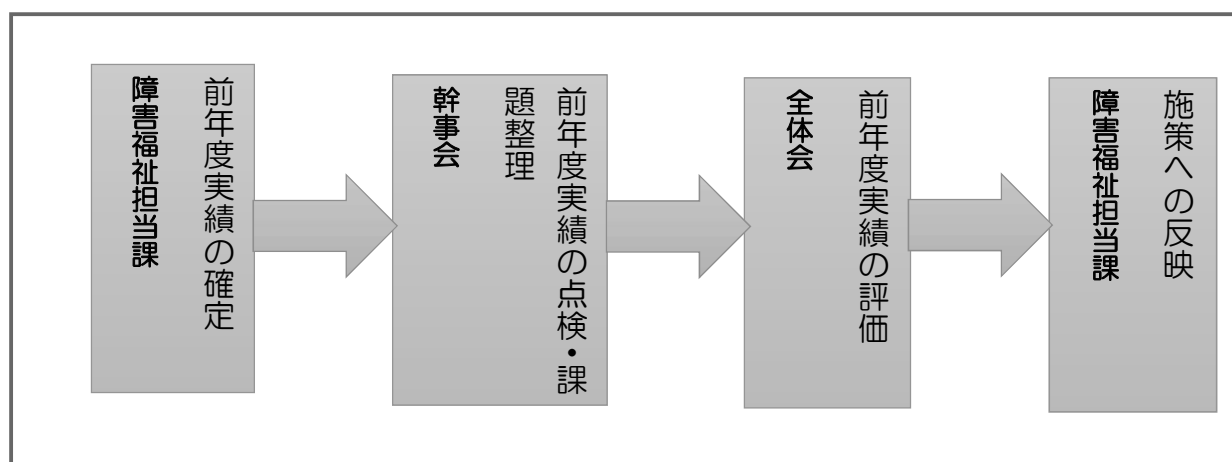 前年度実績の確定
障害福祉担当課
前年度実績の点検・課
題整理
幹事会
前年度実績の評価
全体会
施策への反映
障害福祉担当課